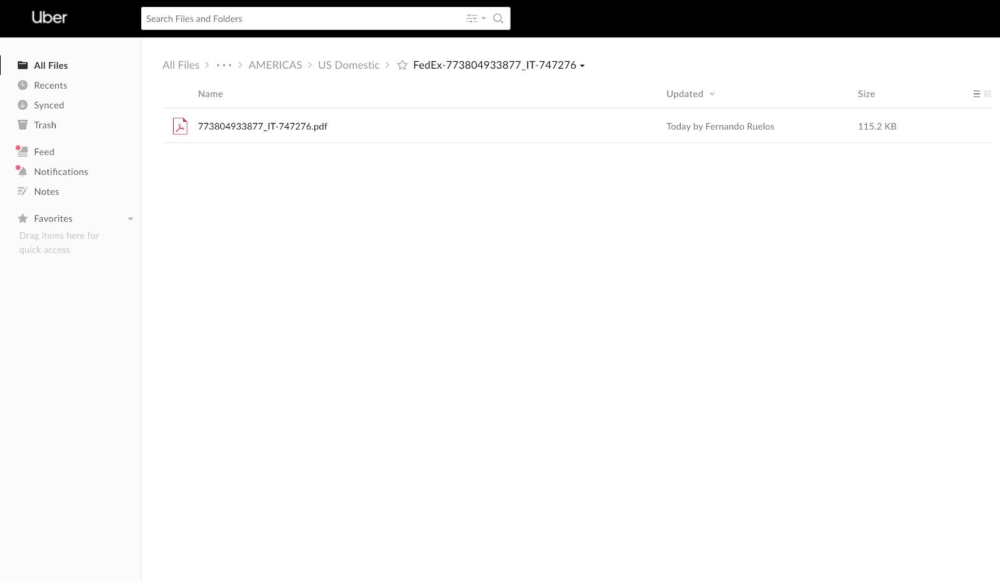 Uber
Search Files and Folders
All Files
Recents
Synced
Trash
Feed
Notifications
Notes
Favorites
Drag items here for
quick access
All Files > ... > AMERICAS > US Domestic > FedEx-773804933877_IT-747276
Name Updated Size
773804933877_IT-747276.pdf Today by Fernando Ruelos 115.2 KB